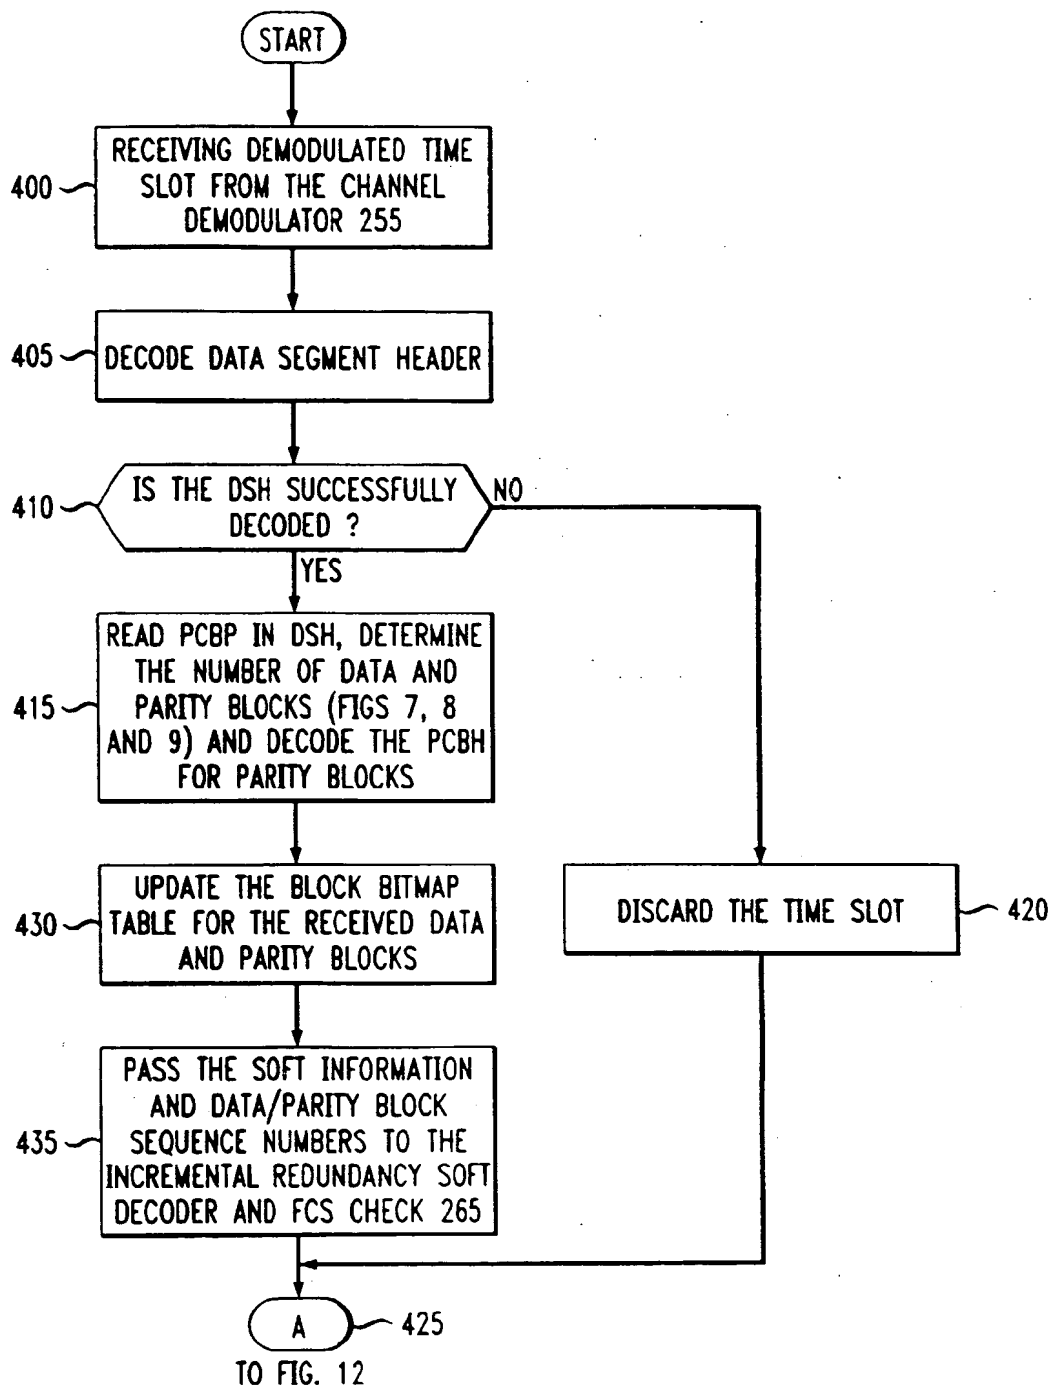 START
RECEIVING DEMODULATED TIME
SLOT FROM THE CHANNEL
DEMODULATOR 255
400
DECODE DATA SEGMENT HEADER
405
IS THE DSH SUCCESSFULLY
DECODED ?
410
NO
YES
READ PCBP IN DSH, DETERMINE
THE NUMBER OF DATA AND
PARITY BLOCKS (FIGS 7, 8
AND 9) AND DECODE THE PCBH
FOR PARITY BLOCKS
415
UPDATE THE BLOCK BITMAP
TABLE FOR THE RECEIVED DATA
AND PARITY BLOCKS
430
DISCARD THE TIME SLOT
420
PASS THE SOFT INFORMATION
AND DATA/PARITY BLOCK
SEQUENCE NUMBERS TO THE
INCREMENTAL REDUNDANCY SOFT
DECODER AND FCS CHECK 265
435
A
425
TO FIG. 12